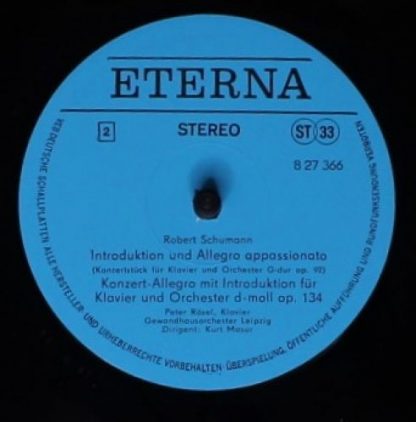 ETERNA
2 STEREO ST 33
8 27 366
Robert Schumann
Introduktion und Allegro appassionato
(Konzertstück für Klavier und Orchester G-dur op. 92)
Konzert-Allegro mit Introduktion für
Klavier und Orchester d-moll op. 134
Peter Rösel, Klavier
Gewandhausorchester Leipzig
Dirigent: Kurt Masur
VEB DEUTSCHE SCHALLPLATTEN ALLE HERSTELLER- UND URHEBERRECHTE VORBEHALTEN · ÜBERSPIELUNG, ÖFFENTLICHE AUFFÜHRUNG UND RUNDFUNKSENDUNG VERBOTEN